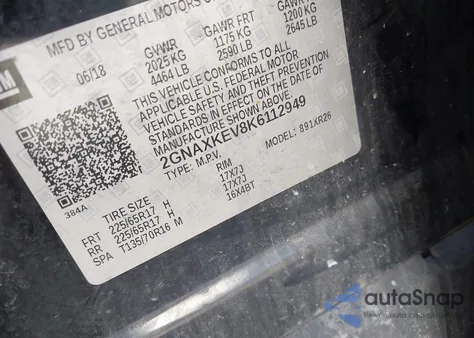 GM
MFD BY GENERAL MOTORS
06/18
GVWR GAWR FRT GAWR
2025 KG 1175 KG 1200 KG
4464 LB 2590 LB 2645 LB
THIS VEHICLE CONFORMS TO ALL
APPLICABLE U.S. FEDERAL MOTOR
VEHICLE SAFETY AND THEFT PREVENTION
STANDARDS IN EFFECT ON THE DATE OF
MANUFACTURE SHOWN ABOVE.
2GNAXKEV8K6112949
TYPE: M.P.V. MODEL: 891XR26
384A
TIRE SIZE RIM
FRT 225/65R17 H 17X7J
RR 225/65R17 H 17X7J
SPA T135/70R16 M 16X4BT
autoSnap